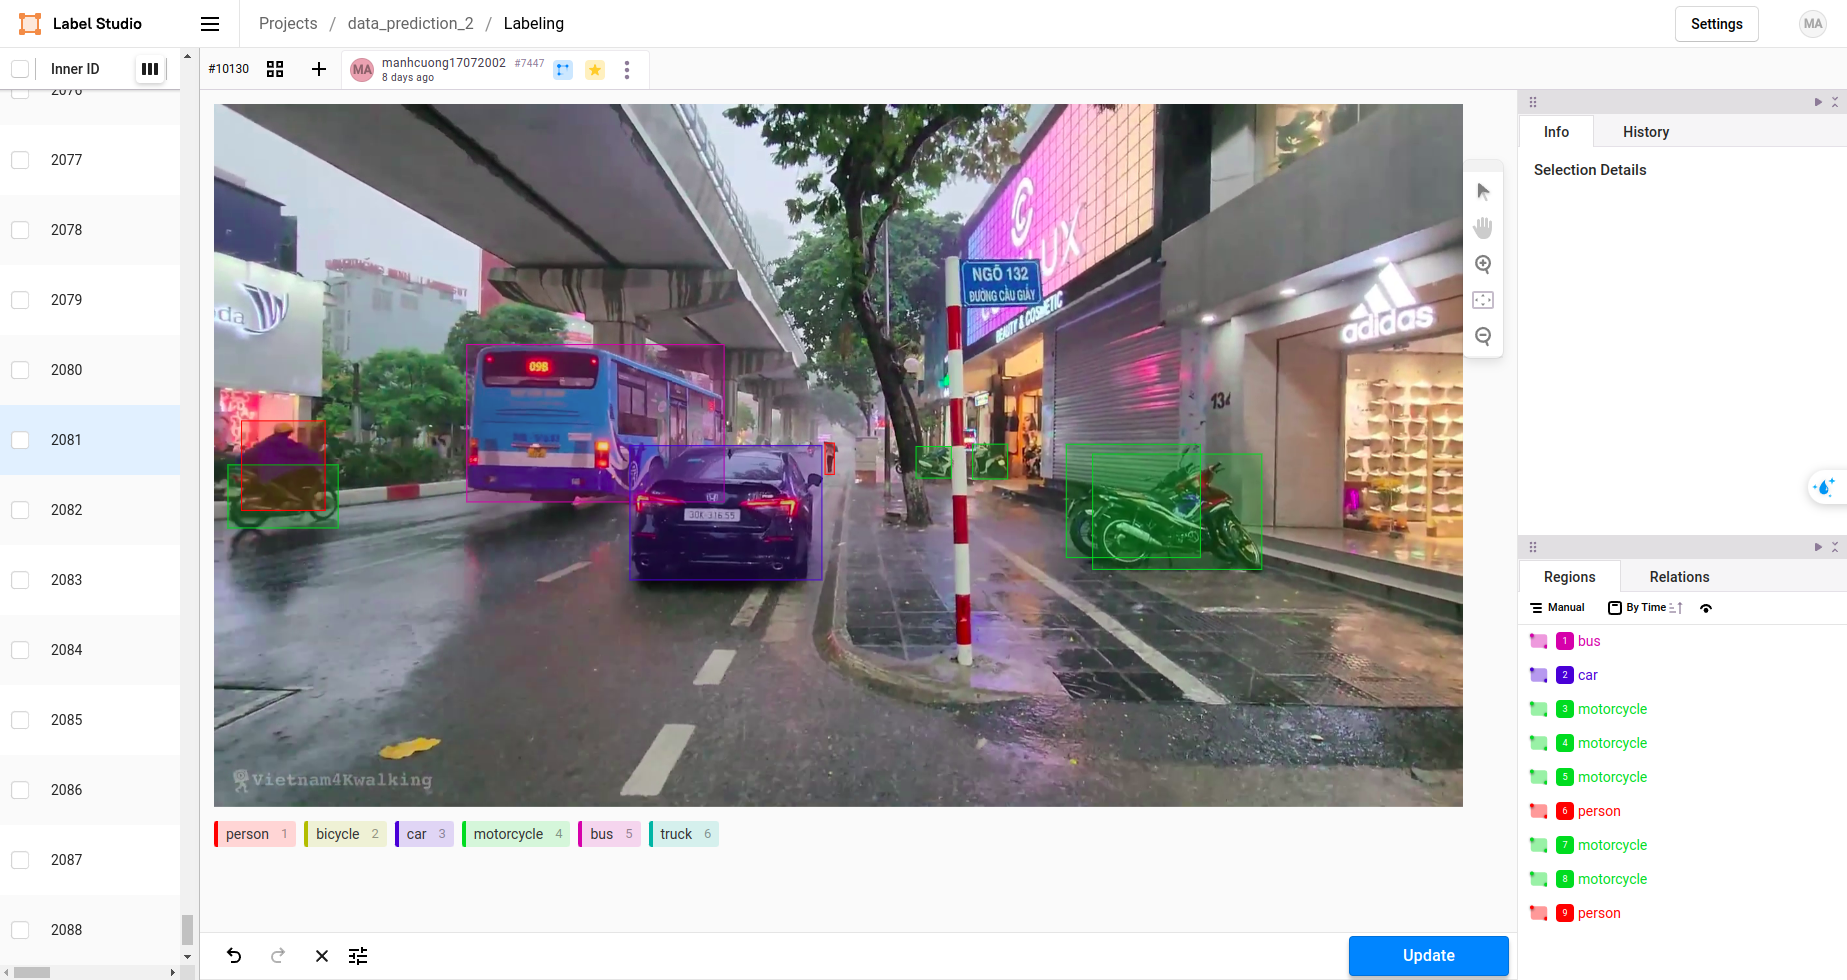 Label Studio
Projects / data_prediction_2 / Labeling
Settings
MA
Inner ID
2076
2077
2078
2079
2080
2081
2082
2083
2084
2085
2086
2087
2088
#10130
MA
manhcuong17072002 #7447
8 days ago
09B
30K-316.55
NGÕ 132
ĐƯỜNG CẦU GIẤY
LUX
BEAUTY & COSMETIC
134
adidas
da
Vietnam4Kwalking
person 1
bicycle 2
car 3
motorcycle 4
bus 5
truck 6
Update
Info
History
Selection Details
Regions
Relations
Manual
By Time
1 bus
2 car
3 motorcycle
4 motorcycle
5 motorcycle
6 person
7 motorcycle
8 motorcycle
9 person